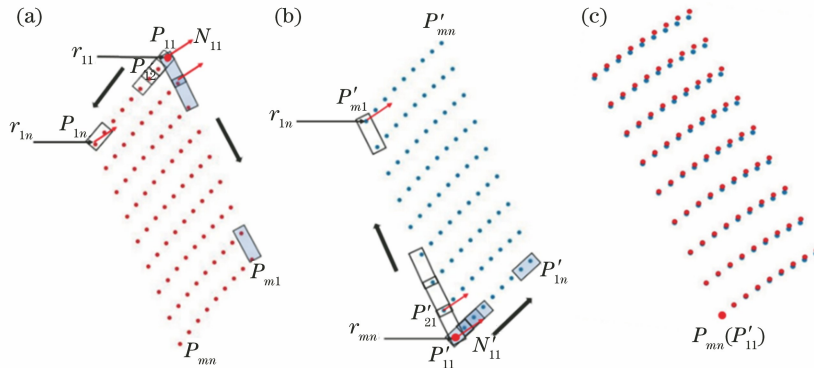 (a)
P₁₁
N₁₁
r₁₁
P₁₂
P₁ₙ
r₁ₙ
Pₘ₁
Pₘₙ
(b)
P′ₘₙ
P′ₘ₁
r₁ₙ
P′₁ₙ
P′₂₁
rₘₙ
P′₁₁
N′₁₁
(c)
Pₘₙ(P′₁₁)